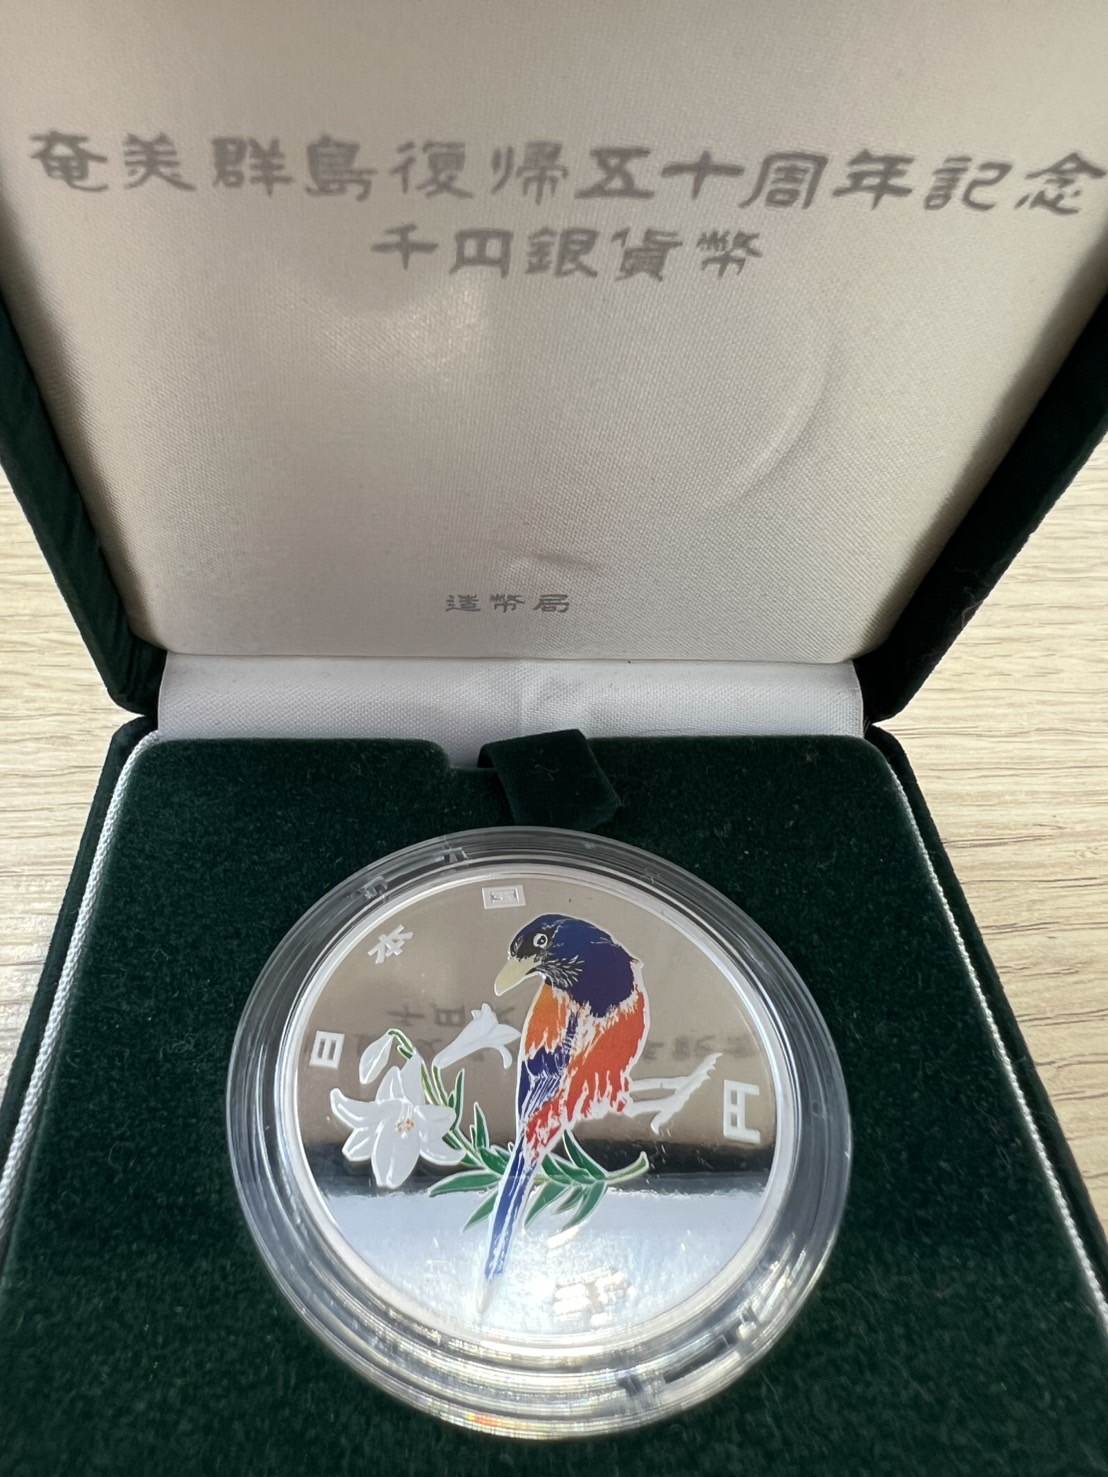 奄美群島復帰五十周年記念
千円銀貨幣
造幣局
日本国
千円